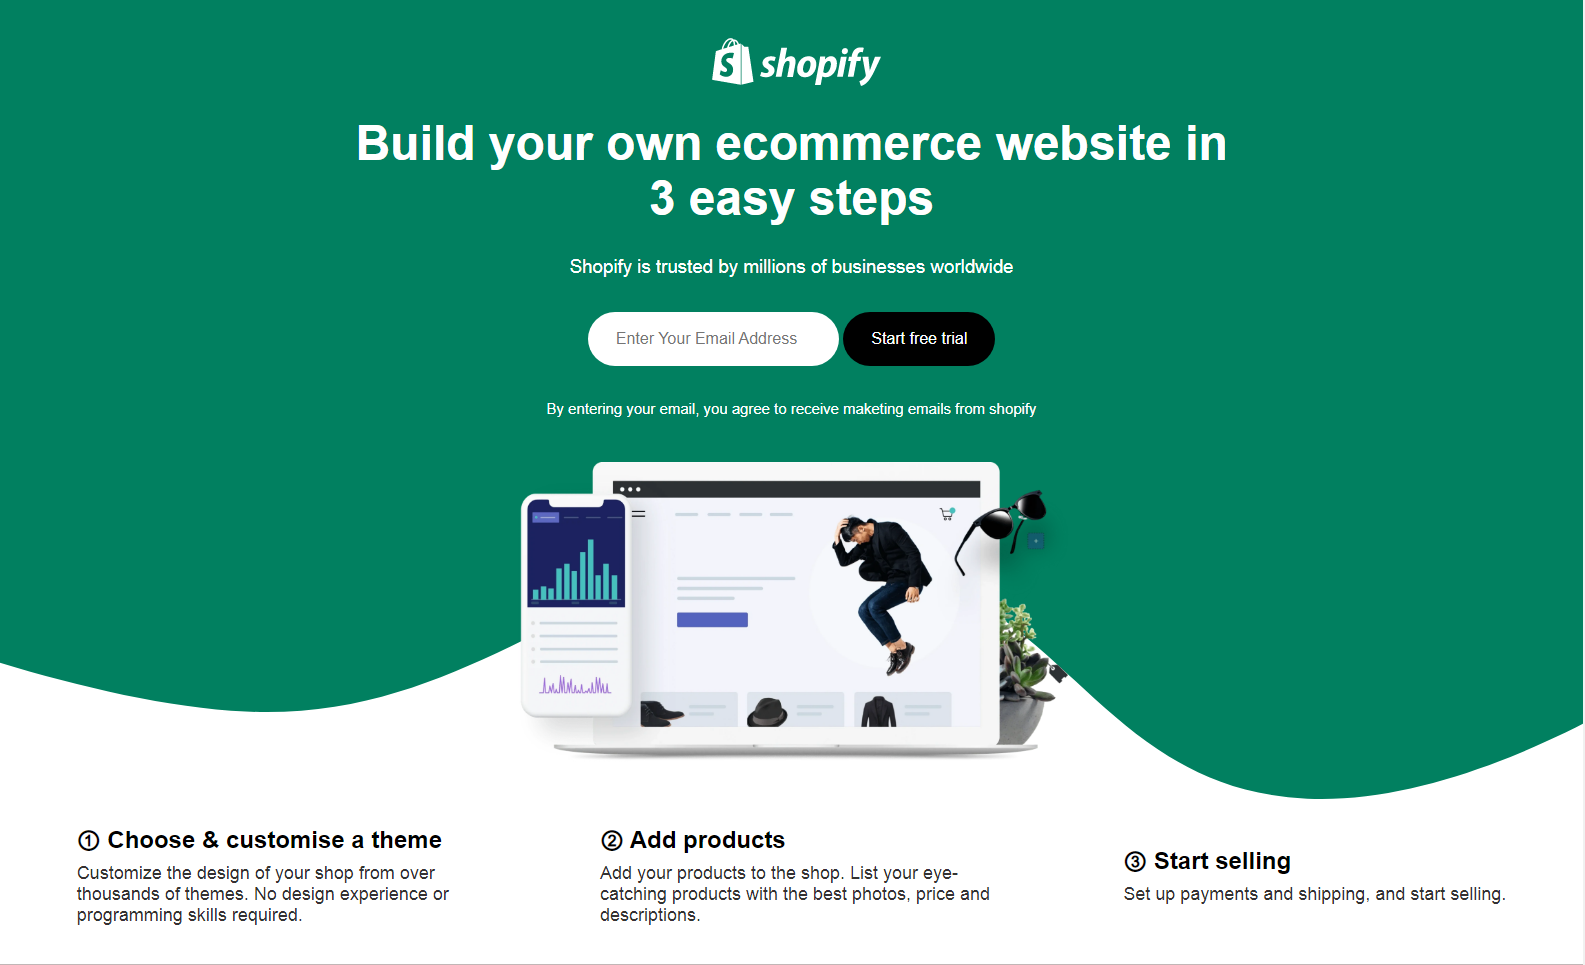 shopify
Build your own ecommerce website in
3 easy steps
Shopify is trusted by millions of businesses worldwide
Enter Your Email Address
Start free trial
By entering your email, you agree to receive maketing emails from shopify
① Choose & customise a theme
Customize the design of your shop from over
thousands of themes. No design experience or
programming skills required.
② Add products
Add your products to the shop. List your eye-
catching products with the best photos, price and
descriptions.
③ Start selling
Set up payments and shipping, and start selling.